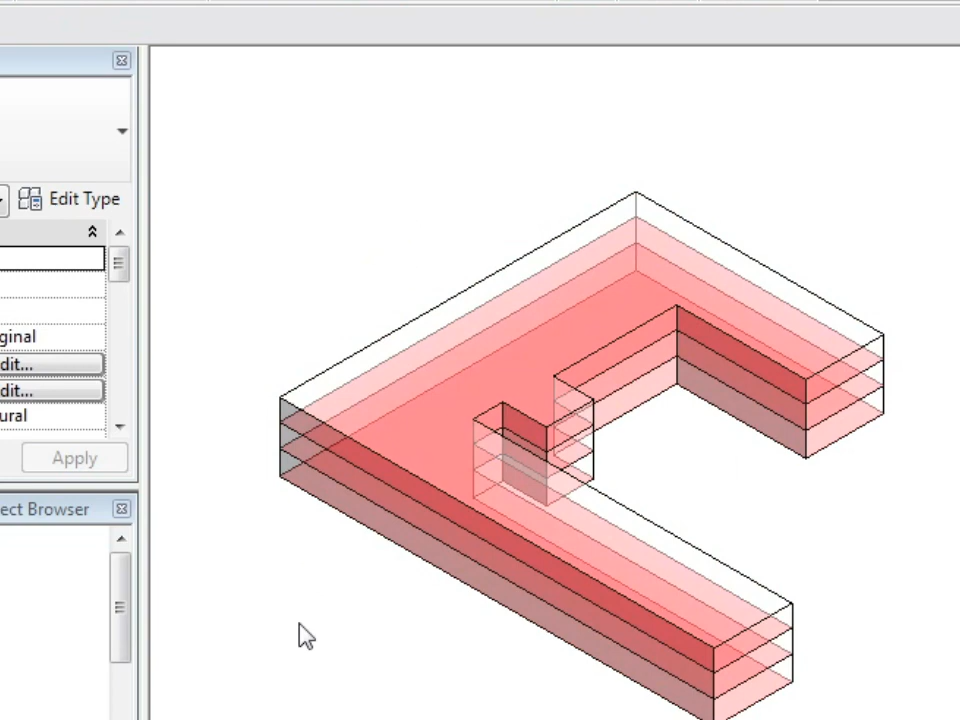 Edit Type
ginal
dit...
dit...
ural
Apply
ect Browser